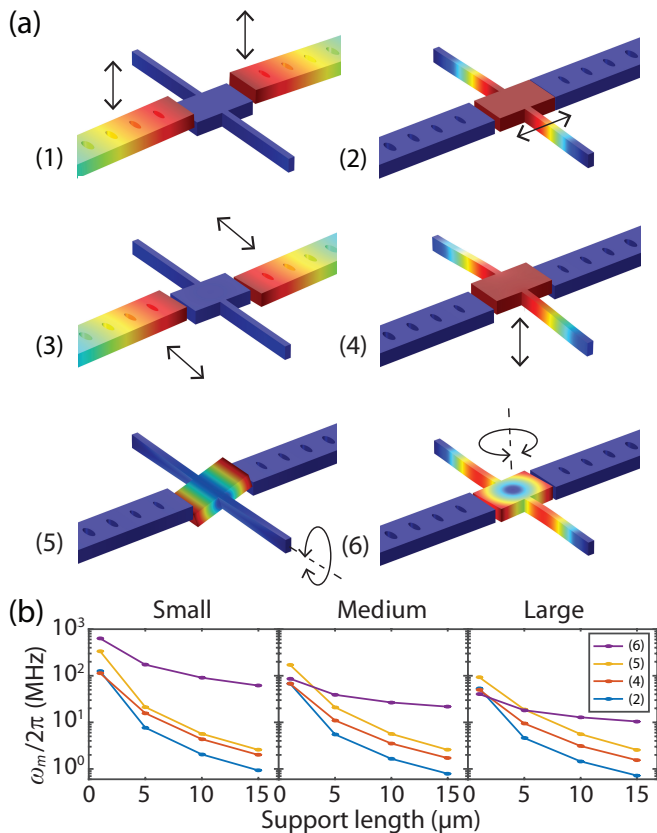 (a)
(1)
(2)
(3)
(4)
(5)
(6)
(b)
Small Medium Large
ω_m/2π (MHz)
10³
10²
10¹
10⁰
(6)
(5)
(4)
(2)
0 5 10 15 0 5 10 15 0 5 10 15
Support length (μm)